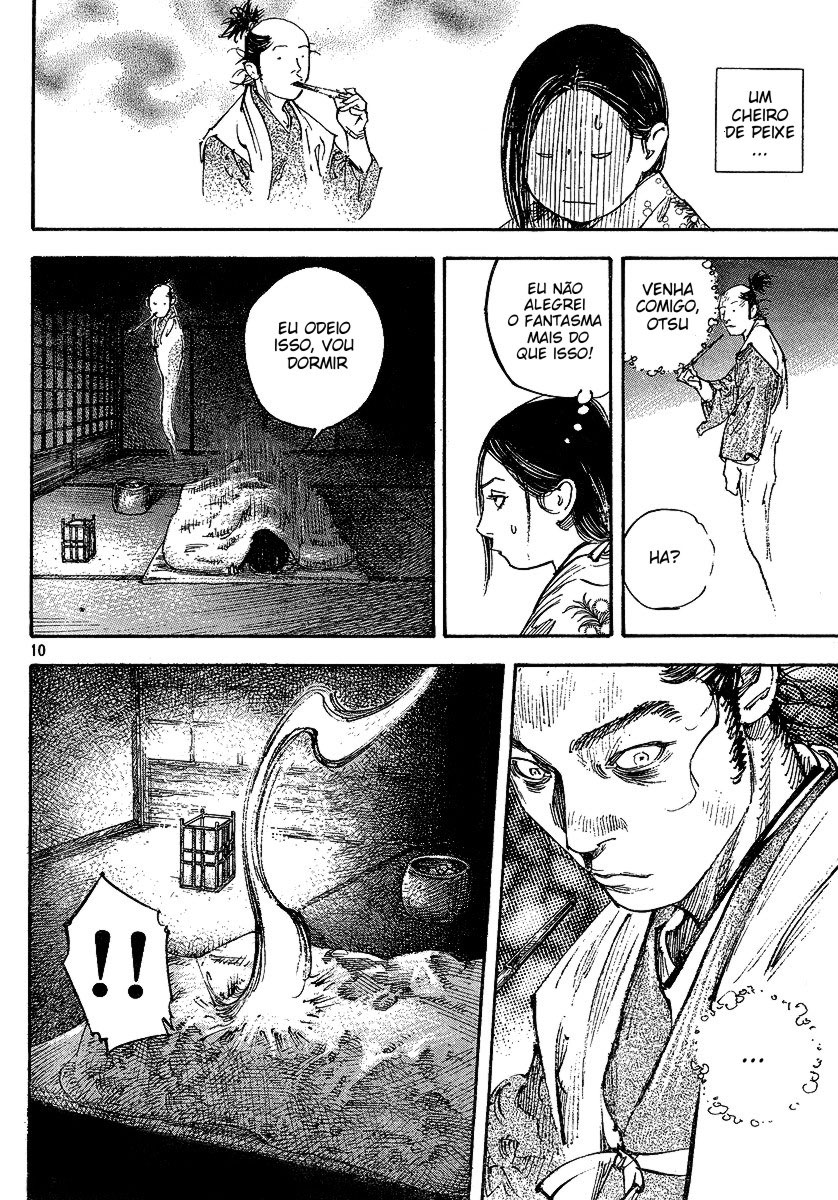 UM
CHEIRO
DE PEIXE
...
VENHA
COMIGO,
OTSU
HA?
EU NÃO
ALEGREI
O FANTASMA
MAIS DO
QUE ISSO!
EU ODEIO
ISSO, VOU
DORMIR
10
...
!!